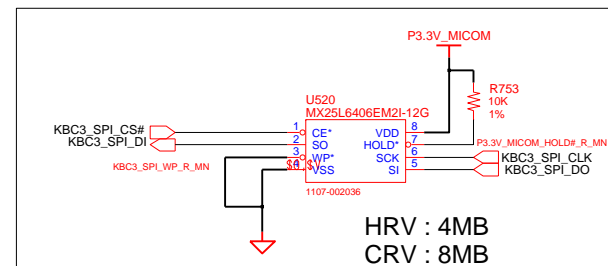 P3.3V_MICOM
R753
10K
1%
U520
MX25L6406EM2I-12G
KBC3_SPI_CS#
1
CE*
VDD
8
KBC3_SPI_DI
2
SO
HOLD*
7
P3.3V_MICOM_HOLD#_R_MN
KBC3_SPI_WP_R_MN
3
WP*
SCK
6
KBC3_SPI_CLK
VSS
SI
5
KBC3_SPI_DO
1107-002036
HRV : 4MB
CRV : 8MB